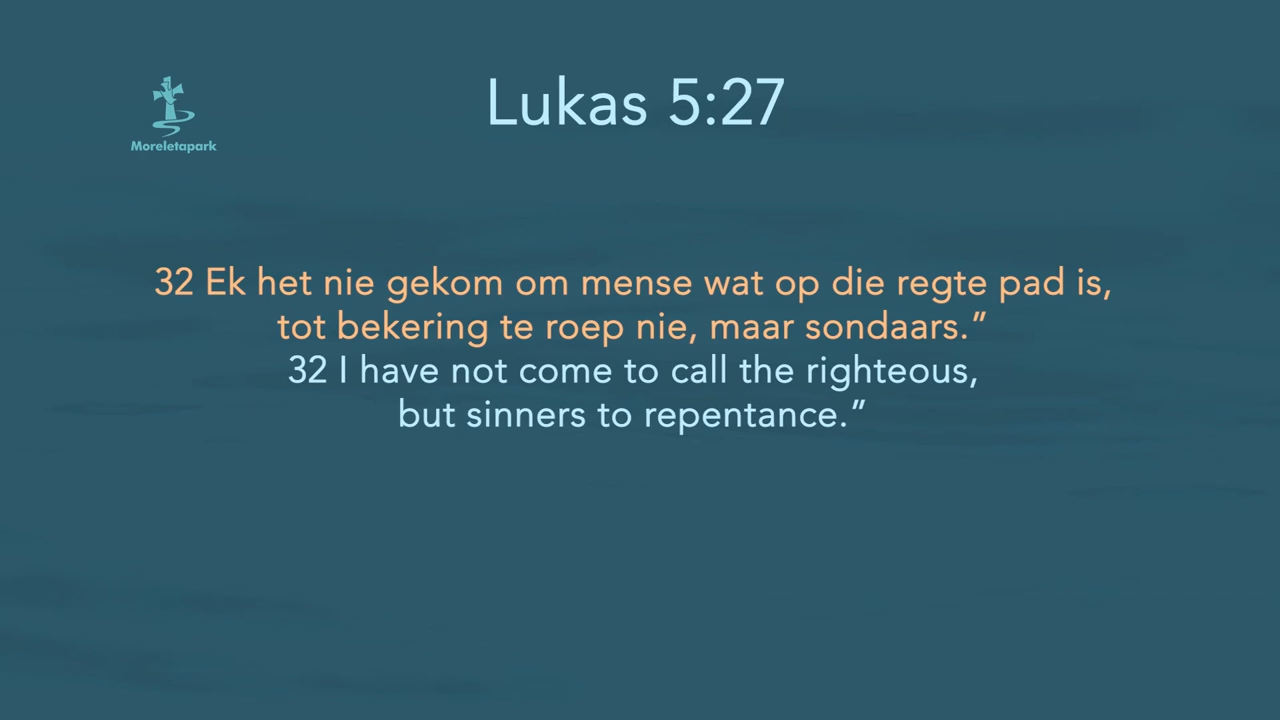 Lukas 5:27
Moreletapark
32 Ek het nie gekom om mense wat op die regte pad is,
tot bekering te roep nie, maar sondaars.”
32 I have not come to call the righteous,
but sinners to repentance.”